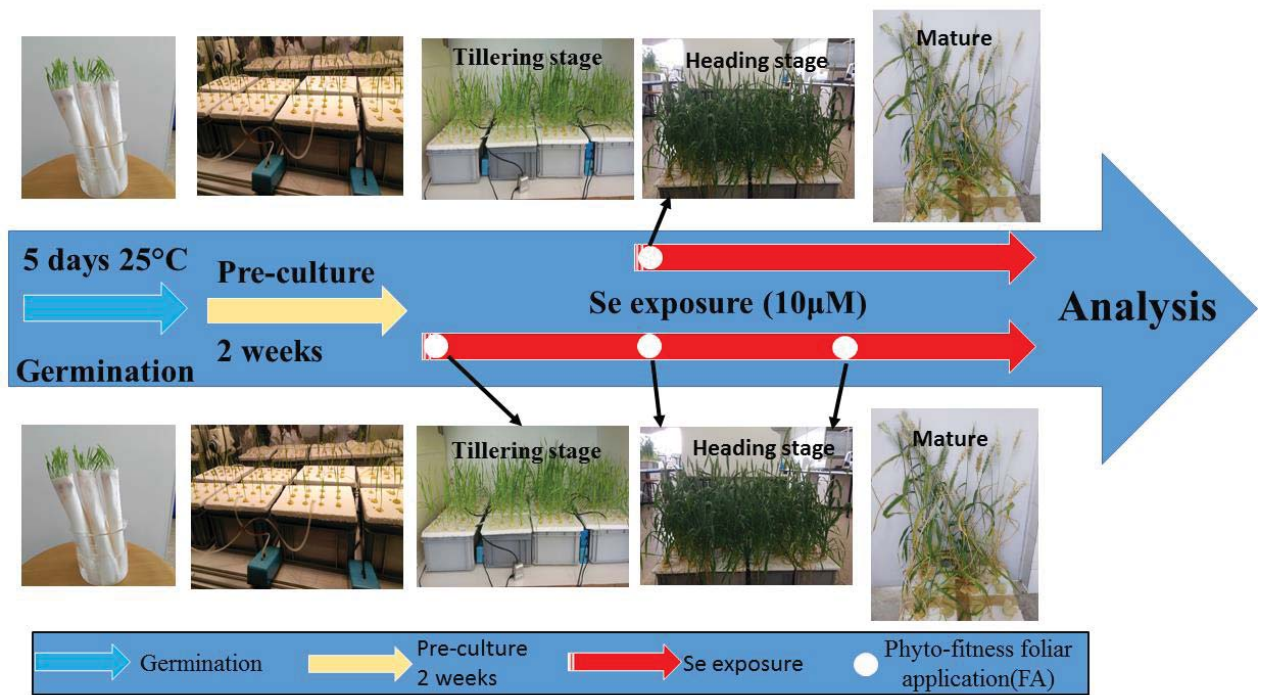 Tillering stage
Heading stage
Mature
5 days 25°C
Germination
Pre-culture
2 weeks
Se exposure (10μM)
Analysis
Tillering stage
Heading stage
Mature
Germination
Pre-culture
2 weeks
Se exposure
Phyto-fitness foliar
application(FA)